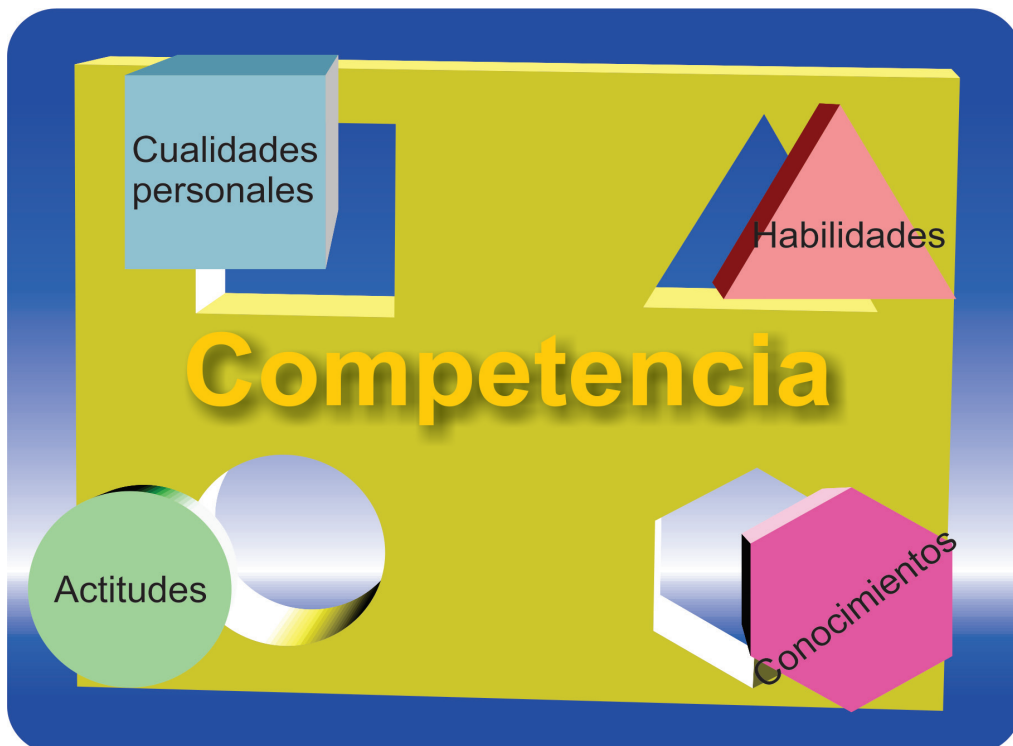 Cualidades
personales
Habilidades
Competencia
Actitudes
Conocimientos